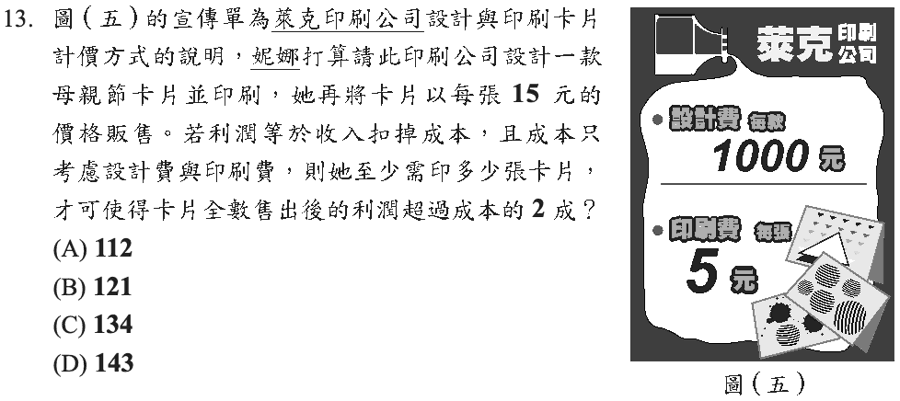 13. 圖(五)的宣傳單為萊克印刷公司設計與印刷卡片
計價方式的說明，妮娜打算請此印刷公司設計一款
母親節卡片並印刷，她再將卡片以每張 15 元的
價格販售。若利潤等於收入扣掉成本，且成本只
考慮設計費與印刷費，則她至少需印多少張卡片，
才可使得卡片全數售出後的利潤超過成本的 2 成？
(A) 112
(B) 121
(C) 134
(D) 143
萊克 印刷
公司
設計費 每款
1000 元
印刷費 每張
5 元
圖(五)